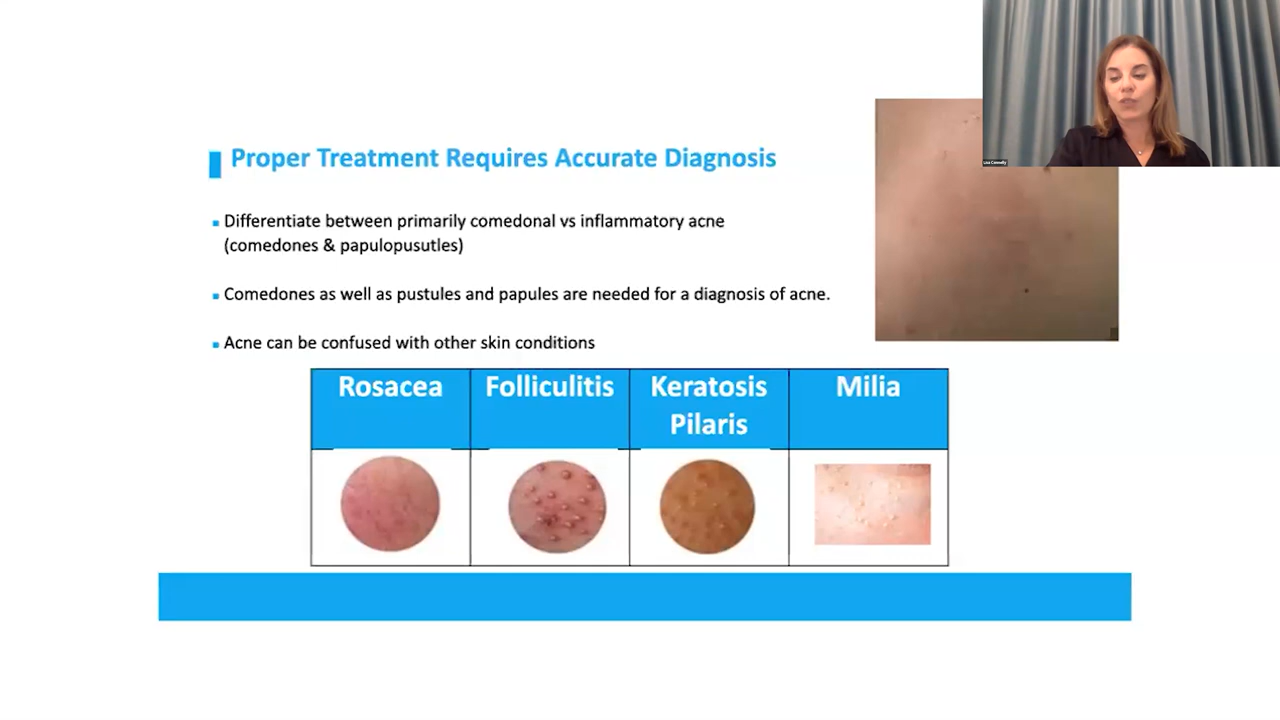 Proper Treatment Requires Accurate Diagnosis
Differentiate between primarily comedonal vs inflammatory acne
(comedones & papulopusutles)
Comedones as well as pustules and papules are needed for a diagnosis of acne.
Acne can be confused with other skin conditions
Rosacea
Folliculitis
Keratosis
Pilaris
Milia
Lisa Connelly